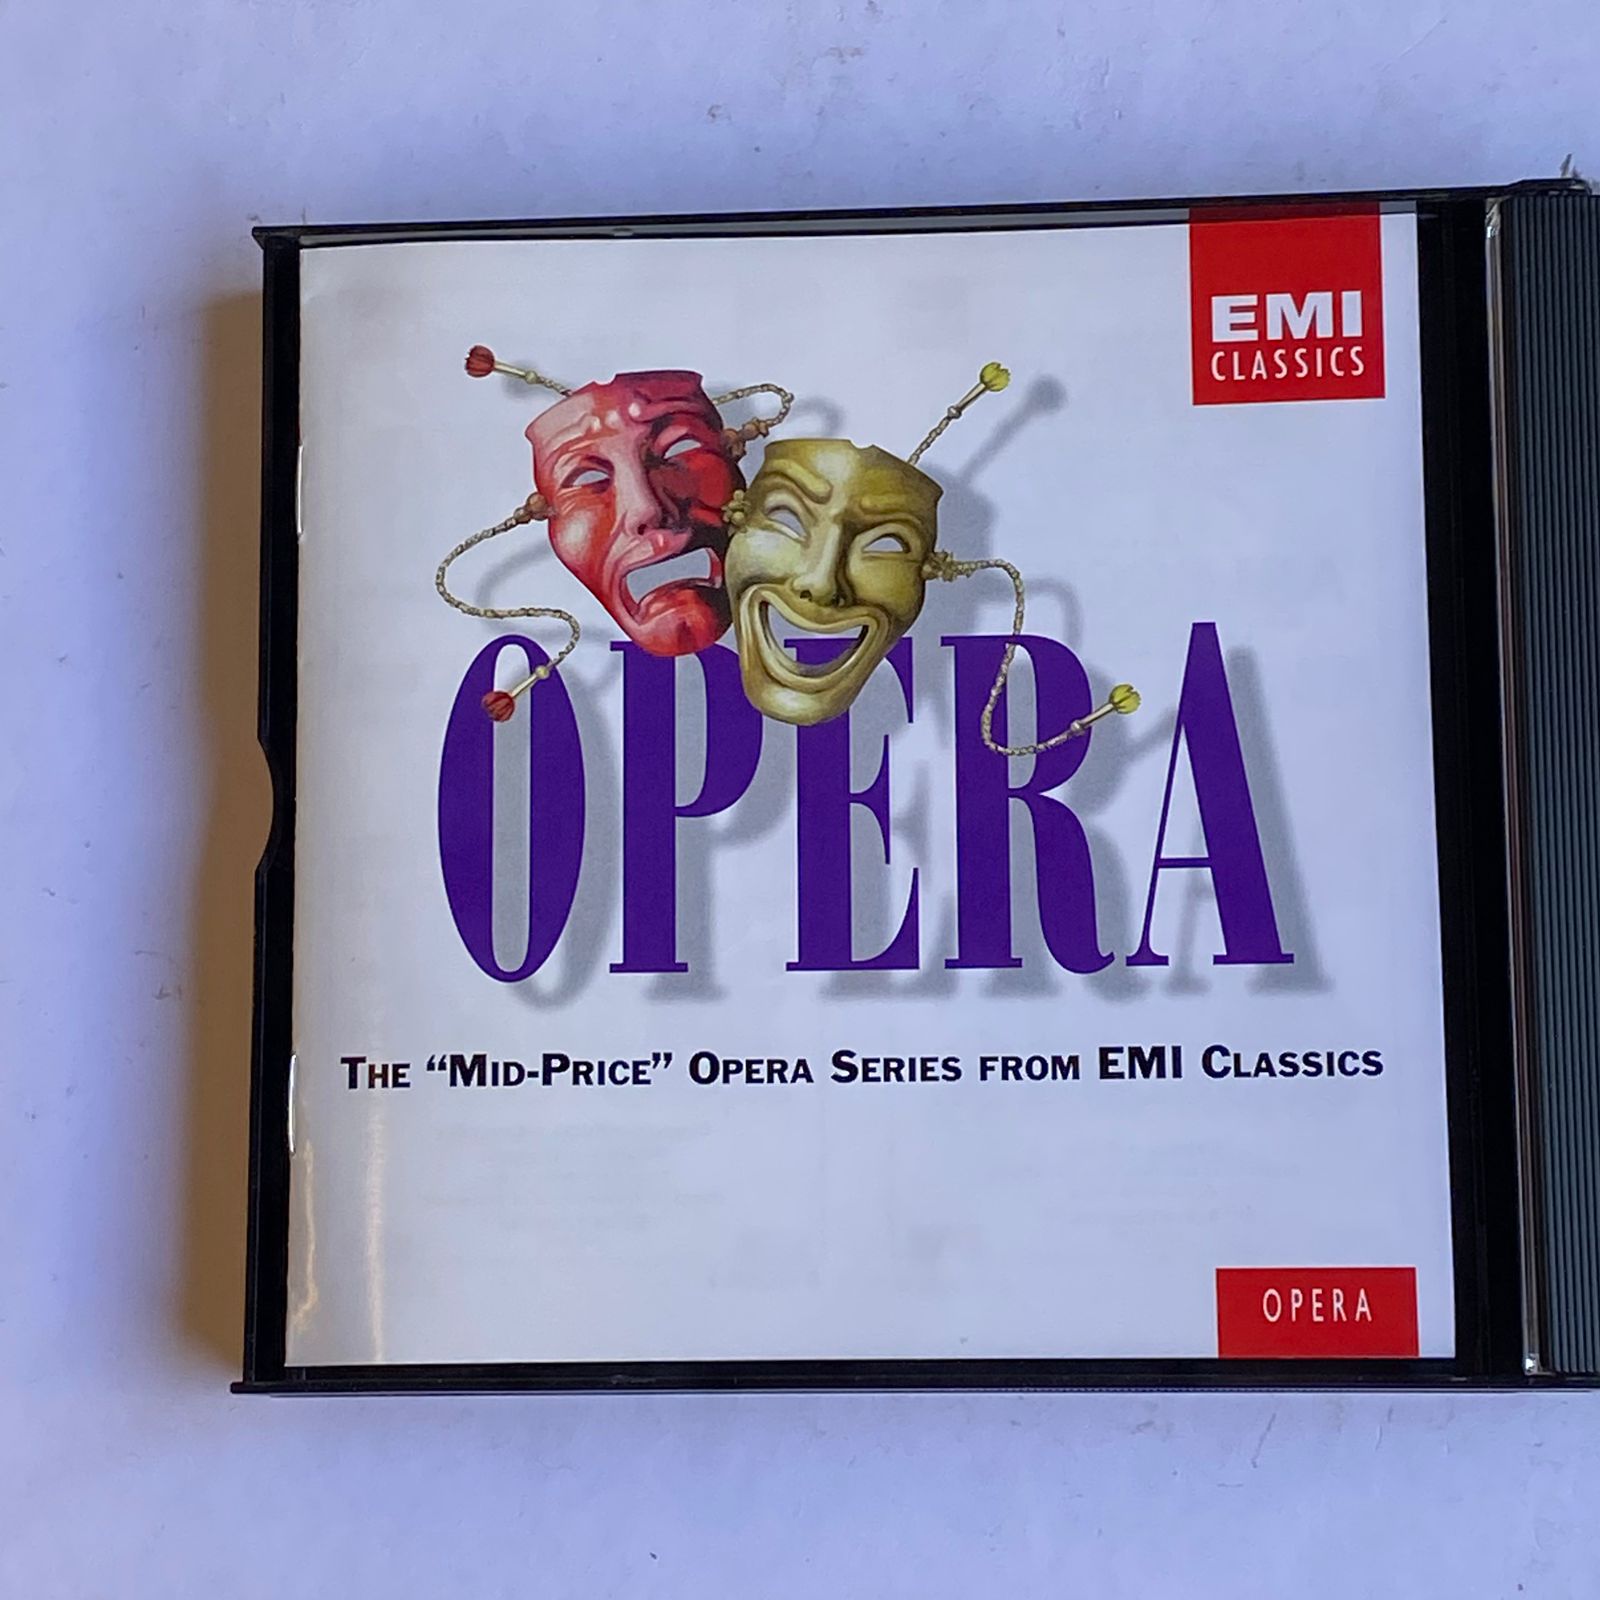 EMI
CLASSICS
OPERA
THE “MID-PRICE” OPERA SERIES FROM EMI CLASSICS
OPERA